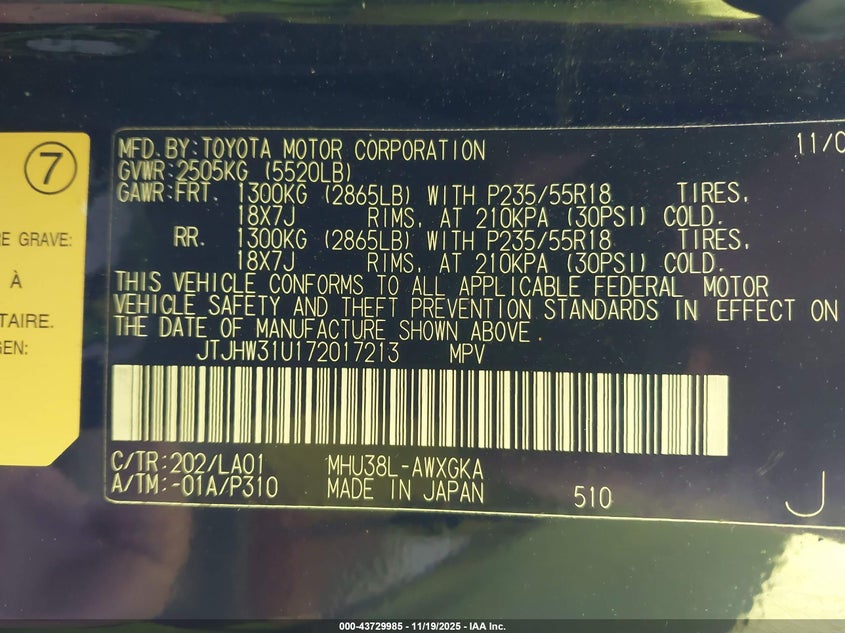 7
RE GRAVE:
À
TAIRE.
GEN:
MFD. BY: TOYOTA MOTOR CORPORATION 11/0
GVWR: 2505KG (5520LB)
GAWR: FRT. 1300KG (2865LB) WITH P235/55R18 TIRES,
18X7J RIMS, AT 210KPA (30PSI) COLD.
RR. 1300KG (2865LB) WITH P235/55R18 TIRES,
18X7J RIMS, AT 210KPA (30PSI) COLD.
THIS VEHICLE CONFORMS TO ALL APPLICABLE FEDERAL MOTOR
VEHICLE SAFETY AND THEFT PREVENTION STANDARDS IN EFFECT ON
THE DATE OF MANUFACTURE SHOWN ABOVE.
JTJHW31U172017213 MPV
C/TR: 202/LA01 MHU38L-AWXGKA
A/TM: -01A/P310 MADE IN JAPAN 510 J
000-43729985 - 11/19/2025 - IAA Inc.